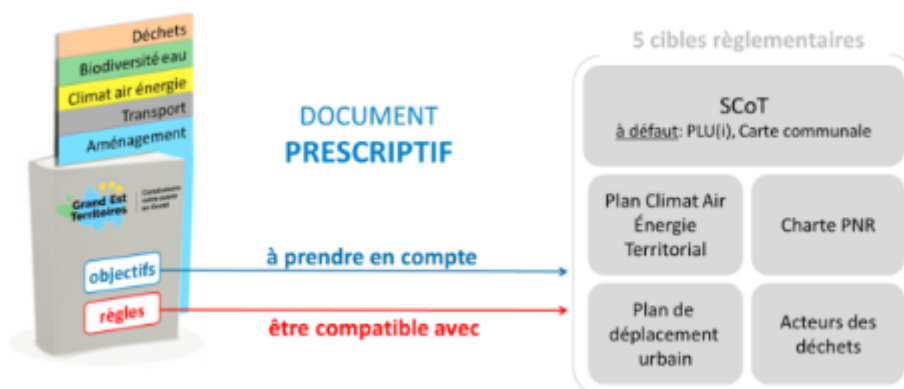 Déchets
Biodiversité eau
Climat air énergie
Transport
Aménagement
Grand Est
Territoires
objectifs
règles
DOCUMENT
PRESCRIPTIF
à prendre en compte
être compatible avec
5 cibles règlementaires
SCoT
à défaut: PLU(i), Carte communale
Plan Climat Air
Énergie
Territorial
Charte PNR
Plan de
déplacement
urbain
Acteurs des
déchets